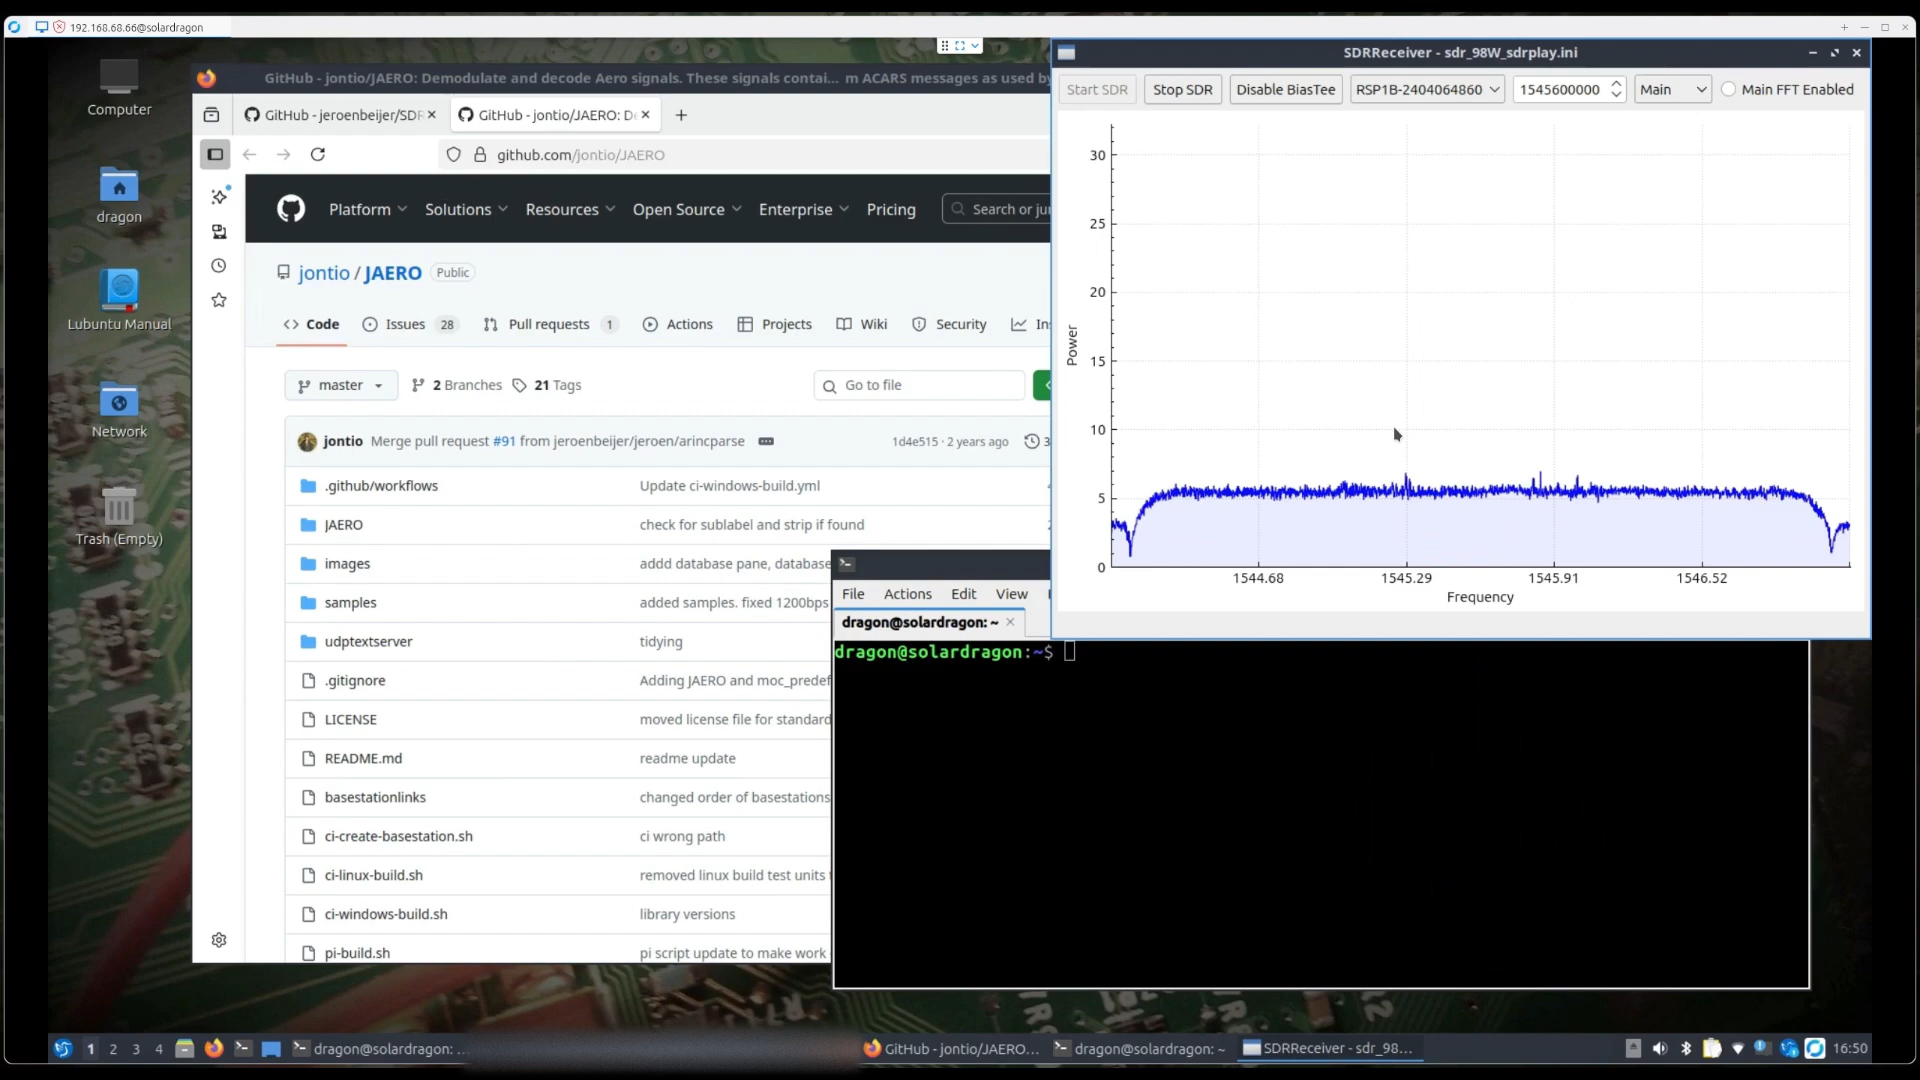 192.168.68.66@solardragon
Computer
dragon
Lubuntu Manual
Network
Trash (Empty)
GitHub - jontio/JAERO: Demodulate and decode Aero signals. These signals contai... m ACARS messages as used by
GitHub - jeroenbeijer/SDR
GitHub - jontio/JAERO: De
github.com/jontio/JAERO
Platform
Solutions
Resources
Open Source
Enterprise
Pricing
Search or jum
jontio / JAERO Public
Code
Issues 28
Pull requests 1
Actions
Projects
Wiki
Security
Ins
master
2 Branches
21 Tags
Go to file
jontio Merge pull request #91 from jeroenbeijer/jeroen/arincparse
1d4e515 · 2 years ago
3
.github/workflows Update ci-windows-build.yml
JAERO check for sublabel and strip if found
images addd database pane, database
samples added samples. fixed 1200bps
udptextserver tidying
.gitignore Adding JAERO and moc_predef
LICENSE moved license file for standard
README.md readme update
basestationlinks changed order of basestations
ci-create-basestation.sh ci wrong path
ci-linux-build.sh removed linux build test units
ci-windows-build.sh library versions
pi-build.sh pi script update to make work
SDRReceiver - sdr_98W_sdrplay.ini
Start SDR
Stop SDR
Disable BiasTee
RSP1B-2404064860
1545600000
Main
Main FFT Enabled
30
25
20
15
10
5
0
Power
1544.68
1545.29
1545.91
1546.52
Frequency
File
Actions
Edit
View
dragon@solardragon: ~
dragon@solardragon:~$
1
2
3
4
dragon@solardragon: ...
GitHub - jontio/JAERO...
dragon@solardragon: ~
SDRReceiver - sdr_98...
16:50